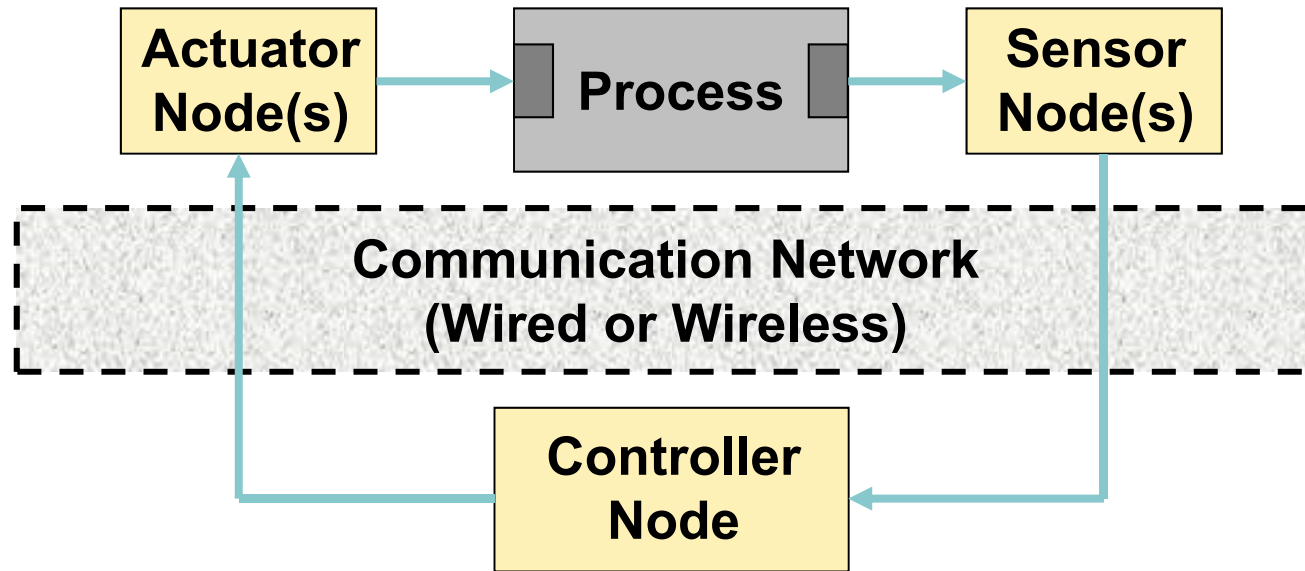 Actuator
Node(s)
Process
Sensor
Node(s)
Communication Network
(Wired or Wireless)
Controller
Node